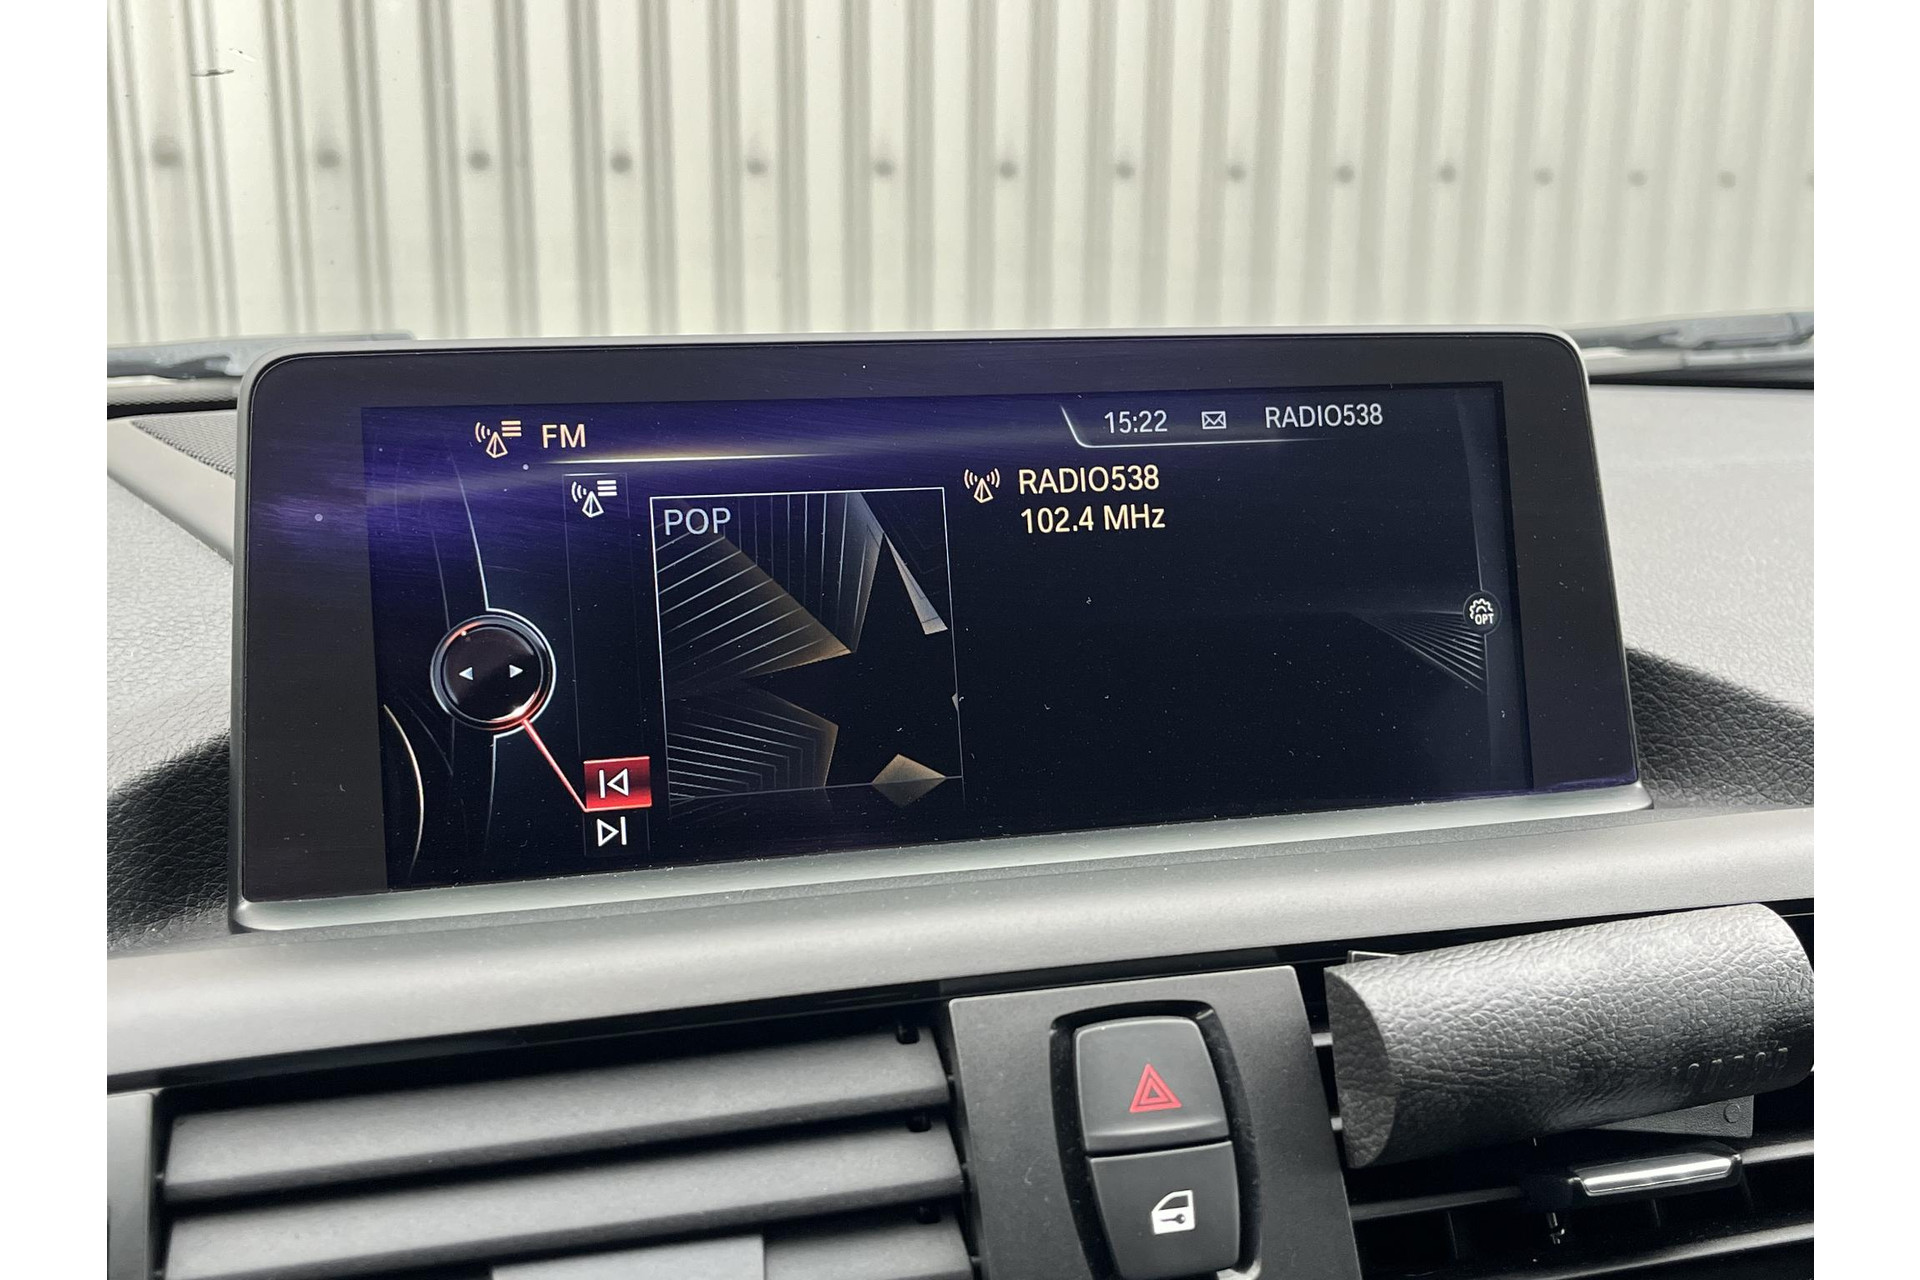 FM
15:22 RADIO538
POP
RADIO538
102.4 MHz
OPT